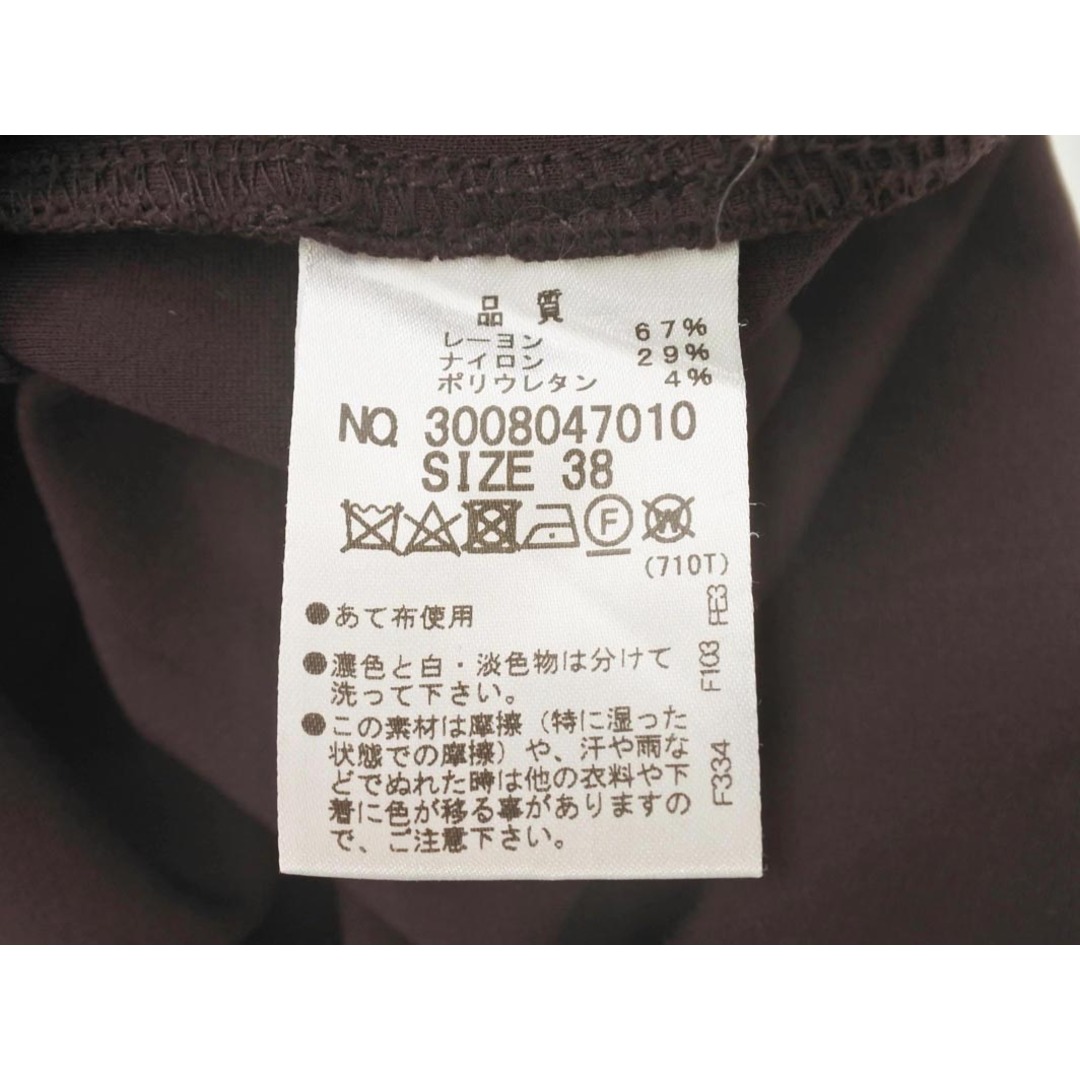 品質
レーヨン 67%
ナイロン 29%
ポリウレタン 4%
NO. 3008047010
SIZE 38
F W
(710T)
●あて布使用
●濃色と白・淡色物は分けて
洗って下さい。
●この素材は摩擦（特に湿った
状態での摩擦）や、汗や雨な
どでぬれた時は他の衣料や下
着に色が移る事がありますの
で、ご注意下さい。
F334 F103 FE3